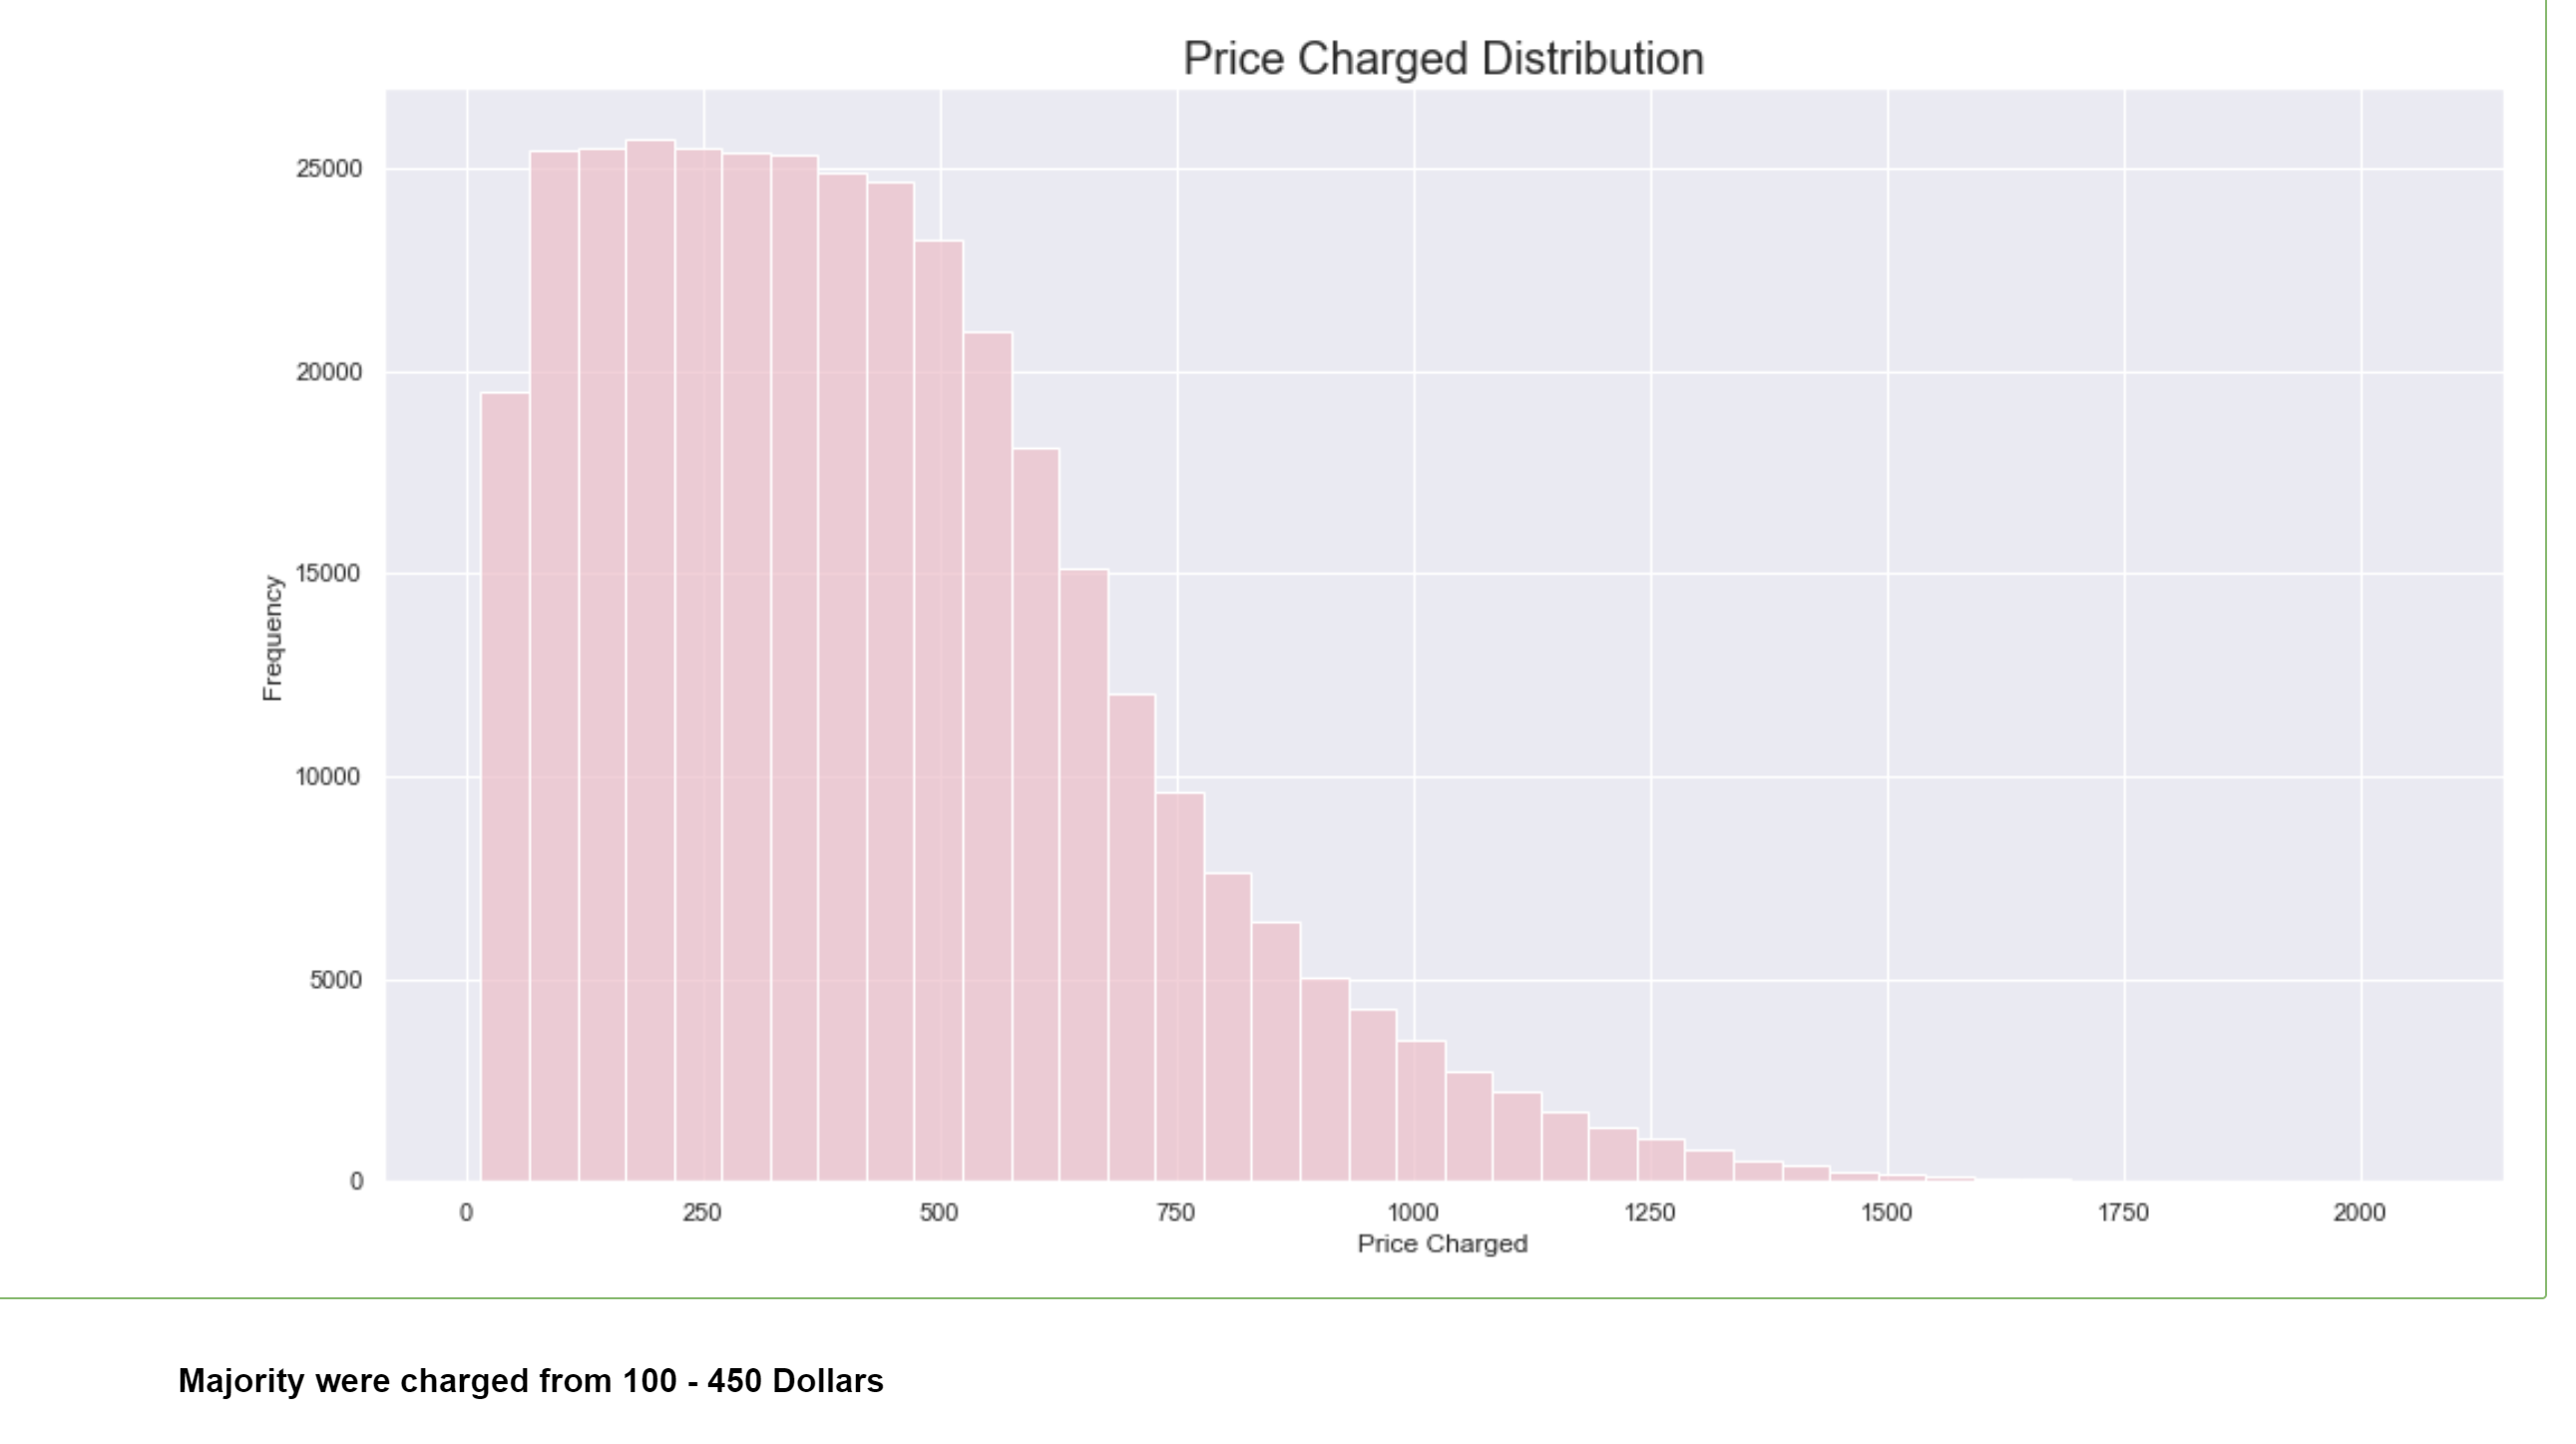 Price Charged Distribution
25000
20000
15000
10000
5000
0
Frequency
0 250 500 750 1000 1250 1500 1750 2000
Price Charged
Majority were charged from 100 - 450 Dollars